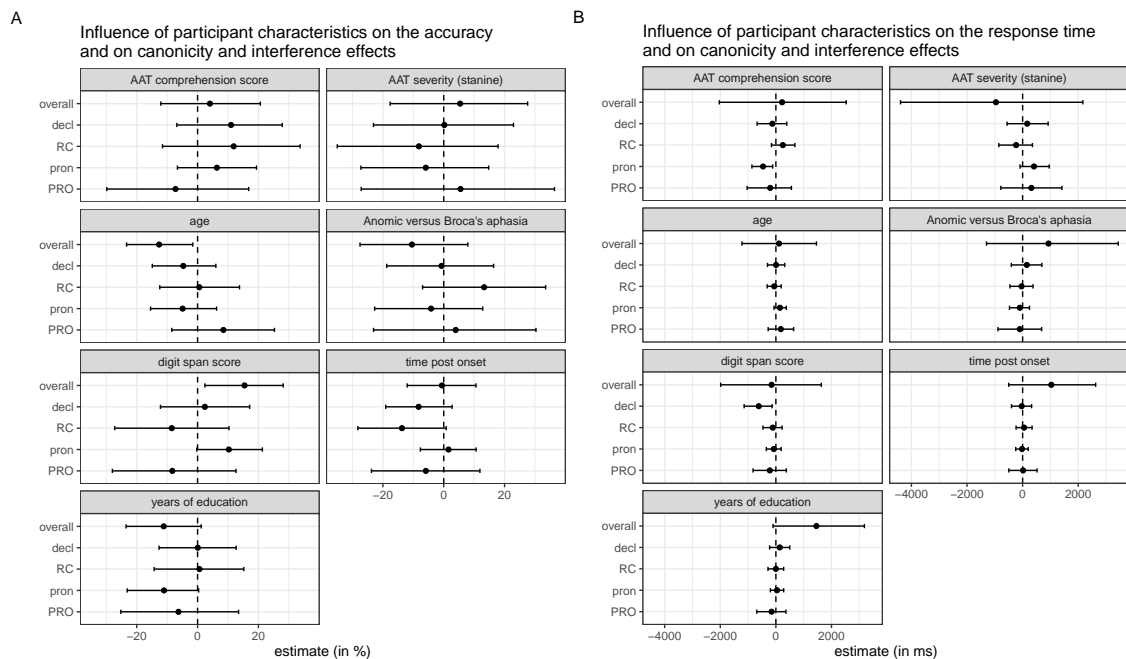 A
Influence of participant characteristics on the accuracy
and on canonicity and interference effects
AAT comprehension score
AAT severity (stanine)
overall
decl
RC
pron
PRO
age
Anomic versus Broca's aphasia
overall
decl
RC
pron
PRO
digit span score
time post onset
overall
decl
RC
pron
PRO
−20 0 20
years of education
overall
decl
RC
pron
PRO
−20 0 20
estimate (in %)
B
Influence of participant characteristics on the response time
and on canonicity and interference effects
AAT comprehension score
AAT severity (stanine)
overall
decl
RC
pron
PRO
age
Anomic versus Broca's aphasia
overall
decl
RC
pron
PRO
digit span score
time post onset
overall
decl
RC
pron
PRO
−4000 −2000 0 2000
years of education
overall
decl
RC
pron
PRO
−4000 −2000 0 2000
estimate (in ms)